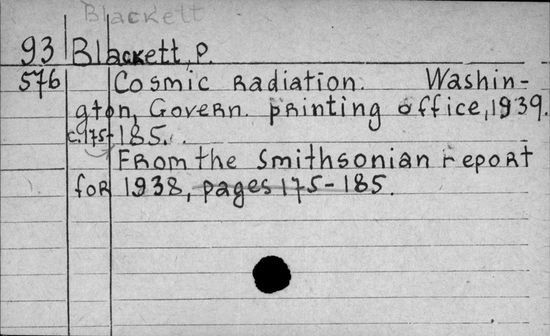 Blackett
93 Blackett, P.
576 Cosmic Radiation. Washin-
gton, Govern. printing office, 1939.
c.175-185.
From the Smithsonian report
for 1938, pages 175-185.